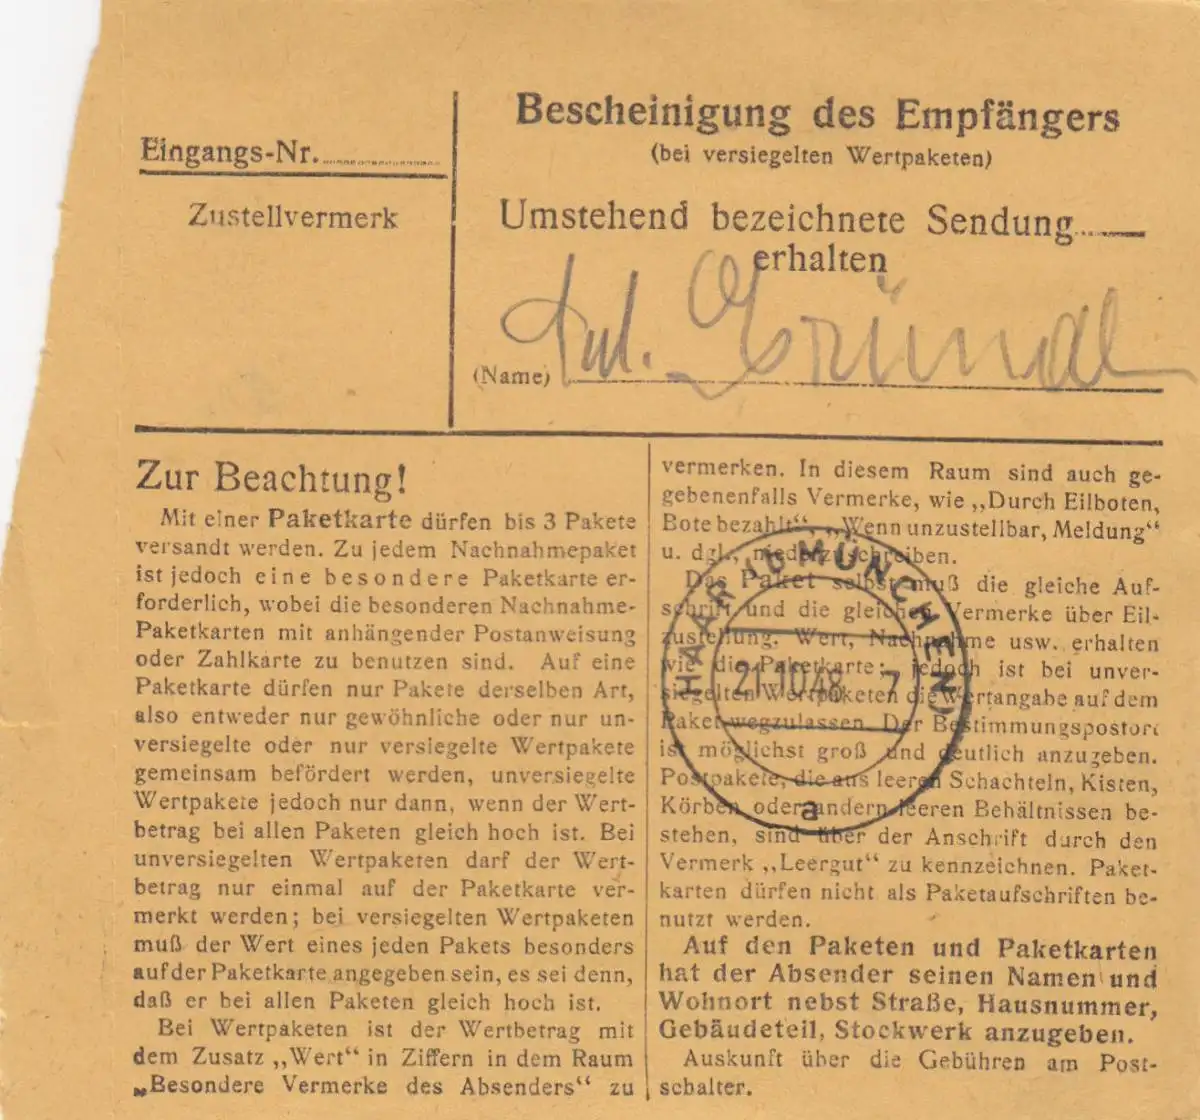 Eingangs-Nr.
Zustellvermerk
Bescheinigung des Empfängers
(bei versiegelten Wertpaketen)
Umstehend bezeichnete Sendung
erhalten
(Name)
Zur Beachtung!
Mit einer Paketkarte dürfen bis 3 Pakete
versandt werden. Zu jedem Nachnahmepaket
ist jedoch eine besondere Paketkarte er-
forderlich, wobei die besonderen Nachnahme-
Paketkarten mit anhängender Postanweisung
oder Zahlkarte zu benutzen sind. Auf eine
Paketkarte dürfen nur Pakete derselben Art,
also entweder nur gewöhnliche oder nur un-
versiegelte oder nur versiegelte Wertpakete
gemeinsam befördert werden, unversiegelte
Wertpakete jedoch nur dann, wenn der Wert-
betrag bei allen Paketen gleich hoch ist. Bei
unversiegelten Wertpaketen darf der Wert-
betrag nur einmal auf der Paketkarte ver-
merkt werden; bei versiegelten Wertpaketen
muß der Wert eines jeden Pakets besonders
auf der Paketkarte angegeben sein, es sei denn,
daß er bei allen Paketen gleich hoch ist.
Bei Wertpaketen ist der Wertbetrag mit
dem Zusatz „Wert“ in Ziffern in dem Raum
„Besondere Vermerke des Absenders“ zu
vermerken. In diesem Raum sind auch ge-
gebenenfalls Vermerke, wie „Durch Eilboten,
Bote bezahlt“, „Wenn unzustellbar, Meldung“
u. dgl., niederzuschreiben.
Das Paket selbst muß die gleiche Auf-
schrift und die gleichen Vermerke über Eil-
zustellung, Wert, Nachnahme usw. erhalten
wie die Paketkarte; jedoch ist bei unver-
siegelten Wertpaketen die Wertangabe auf dem
Paket wegzulassen. Der Bestimmungspostort
ist möglichst groß und deutlich anzugeben.
Postpakete, die aus leeren Schachteln, Kisten,
Körben oder andern leeren Behältnissen be-
stehen, sind über der Anschrift durch den
Vermerk „Leergut“ zu kennzeichnen. Paket-
karten dürfen nicht als Paketaufschriften be-
nutzt werden.
Auf den Paketen und Paketkarten
hat der Absender seinen Namen und
Wohnort nebst Straße, Hausnummer,
Gebäudeteil, Stockwerk anzugeben.
Auskunft über die Gebühren am Post-
schalter.
HAAR (b MÜNCHEN)
21.10.48 7
a